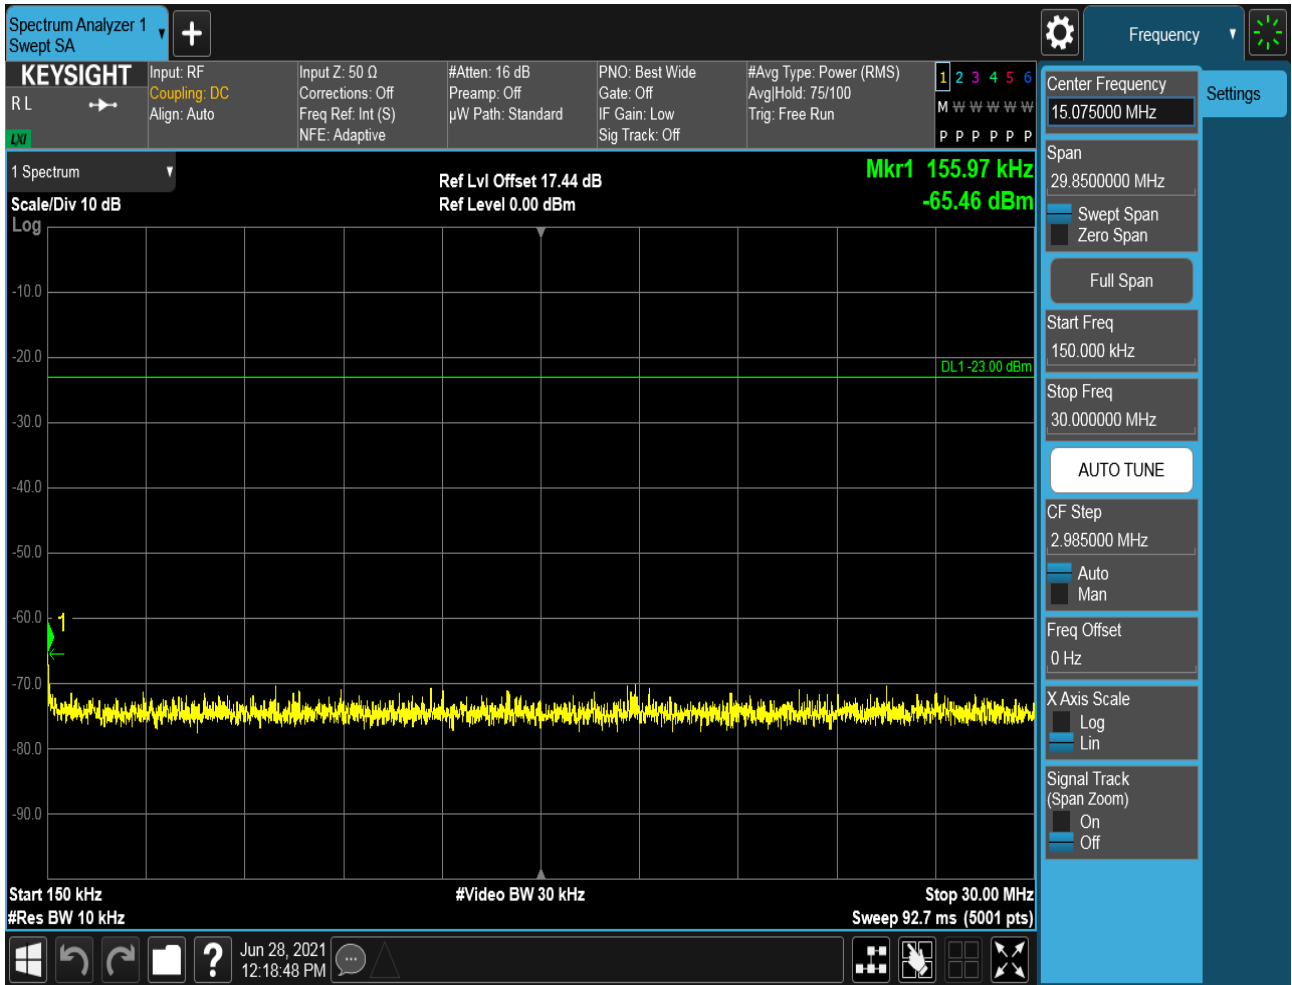 Spectrum Analyzer 1
Swept SA
+
Frequency
KEYSIGHT
R L
LXI
Input: RF
Coupling: DC
Align: Auto
Input Z: 50 Ω
Corrections: Off
Freq Ref: Int (S)
NFE: Adaptive
#Atten: 16 dB
Preamp: Off
µW Path: Standard
PNO: Best Wide
Gate: Off
IF Gain: Low
Sig Track: Off
#Avg Type: Power (RMS)
Avg|Hold: 75/100
Trig: Free Run
1 2 3 4 5 6
M W W W W W
P P P P P P
1 Spectrum
Scale/Div 10 dB
Log
Ref Lvl Offset 17.44 dB
Ref Level 0.00 dBm
Mkr1 155.97 kHz
-65.46 dBm
-10.0
-20.0
DL1 -23.00 dBm
-30.0
-40.0
-50.0
-60.0
1
-70.0
-80.0
-90.0
Start 150 kHz
#Res BW 10 kHz
#Video BW 30 kHz
Stop 30.00 MHz
Sweep 92.7 ms (5001 pts)
Center Frequency
15.075000 MHz
Settings
Span
29.8500000 MHz
Swept Span
Zero Span
Full Span
Start Freq
150.000 kHz
Stop Freq
30.000000 MHz
AUTO TUNE
CF Step
2.985000 MHz
Auto
Man
Freq Offset
0 Hz
X Axis Scale
Log
Lin
Signal Track
(Span Zoom)
On
Off
?
Jun 28, 2021
12:18:48 PM